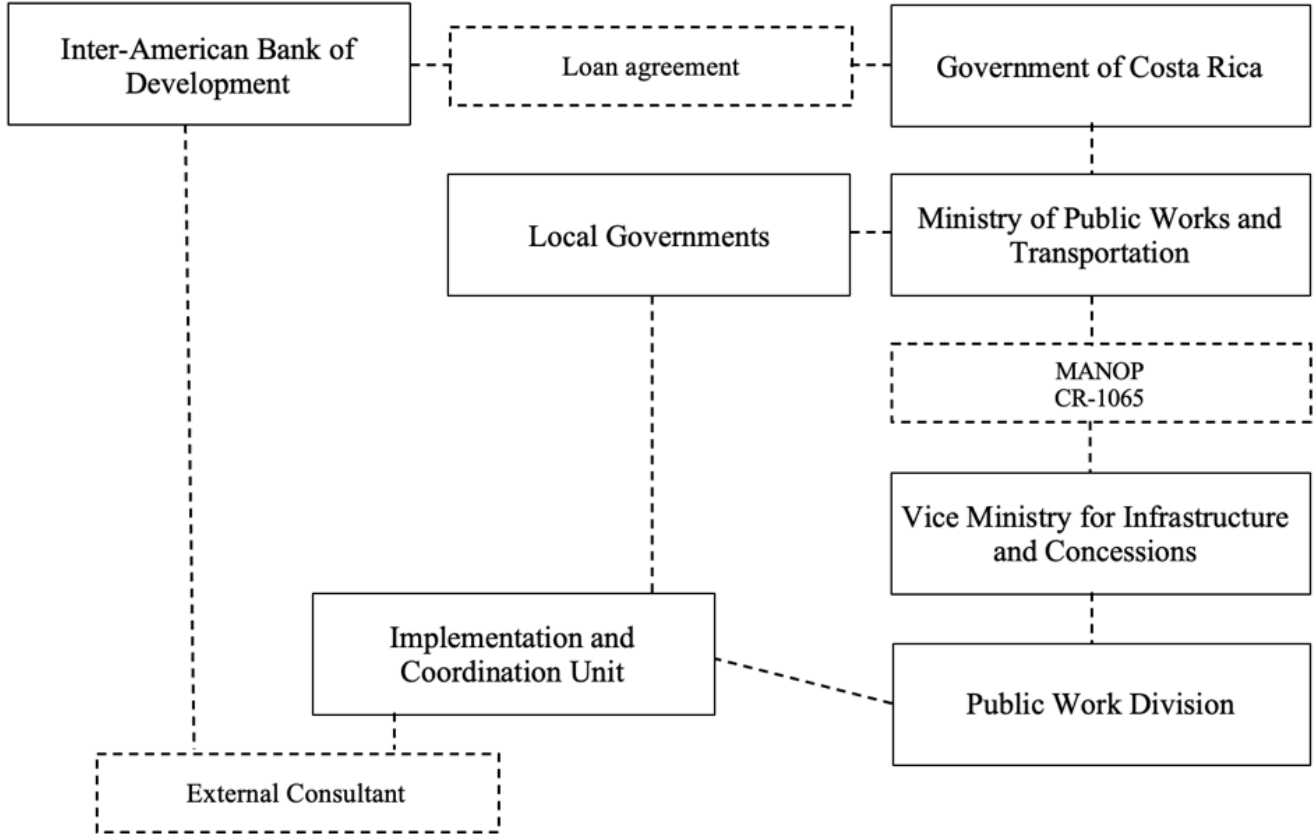 Inter-American Bank of
Development
Loan agreement
Government of Costa Rica
Local Governments
Ministry of Public Works and
Transportation
MANOP
CR-1065
Vice Ministry for Infrastructure
and Concessions
Implementation and
Coordination Unit
Public Work Division
External Consultant